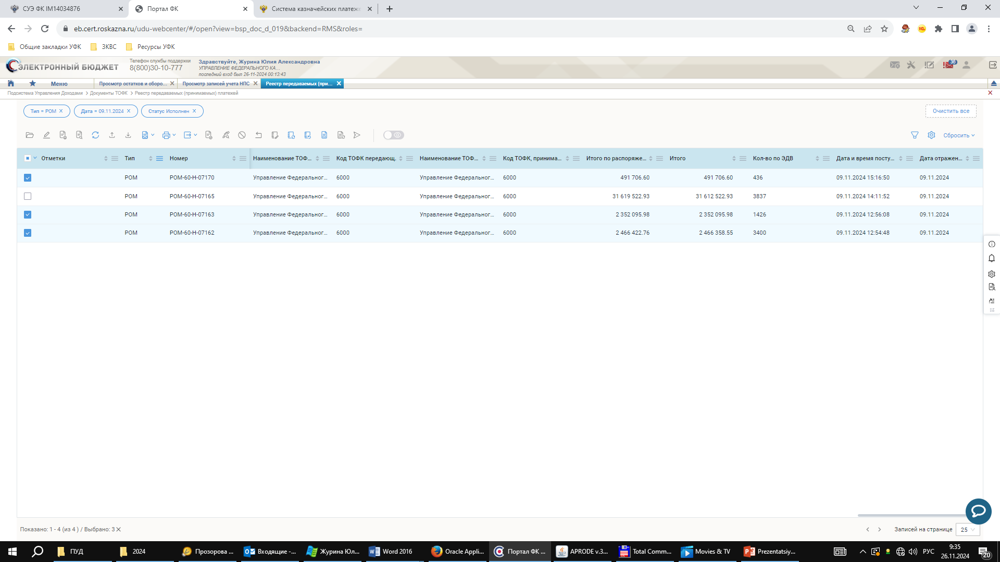 СУЭ ФК IM14034876
Портал ФК
Система казначейских платеже
eb.cert.roskazna.ru/udu-webcenter/#/open?view=bsp_doc_d_019&backend=RMS&roles=
Общие закладки УФК
ЗКВС
Ресурсы УФК
ЭЛЕКТРОННЫЙ БЮДЖЕТ
Телефон службы поддержки
8(800)30-10-777
Здравствуйте, Журина Юлия Александровна
УПРАВЛЕНИЕ ФЕДЕРАЛЬНОГО КА...
последний вход был 26-11-2024 00:13:43
36
Меню
Просмотр остатков и оборо...
Просмотр записей учета НПС
Реестр передаваемых (при...
Подсистема Управления Доходами > Документы ТОФК > Реестр передаваемых (принимаемых) платежей
Тип = РОМ
Дата = 09.11.2024
Статус Исполнен
Очистить все
Сбросить
Отметки Тип Номер Наименование ТОФ... Код ТОФК передающ. Наименование ТОФ... Код ТОФК, принима... Итого по распоряже... Итого Кол-во по ЭДВ Дата и время посту... Дата отражен...
РОМ РОМ-60-Н-07170 Управление Федеральног... 6000 Управление Федеральног... 6000 491 706.60 491 706.60 436 09.11.2024 15:16:50 09.11.2024
РОМ РОМ-60-Н-07165 Управление Федеральног... 6000 Управление Федеральног... 6000 31 619 522.93 31 612 522.93 3837 09.11.2024 14:11:52 09.11.2024
РОМ РОМ-60-Н-07163 Управление Федеральног... 6000 Управление Федеральног... 6000 2 352 095.98 2 352 095.98 1426 09.11.2024 12:56:08 09.11.2024
РОМ РОМ-60-Н-07162 Управление Федеральног... 6000 Управление Федеральног... 6000 2 466 422.76 2 466 358.55 3400 09.11.2024 12:54:48 09.11.2024
Показано: 1 - 4 (из 4 ) / Выбрано: 3
Записей на странице 25
ПУД
2024
Прозорова ...
Входящие -...
Журина Юл...
Word 2016
Oracle Appli...
Портал ФК ...
APRODE v.3...
Total Comm...
Movies & TV
Prezentatsiy...
РУС
9:35
26.11.2024
20